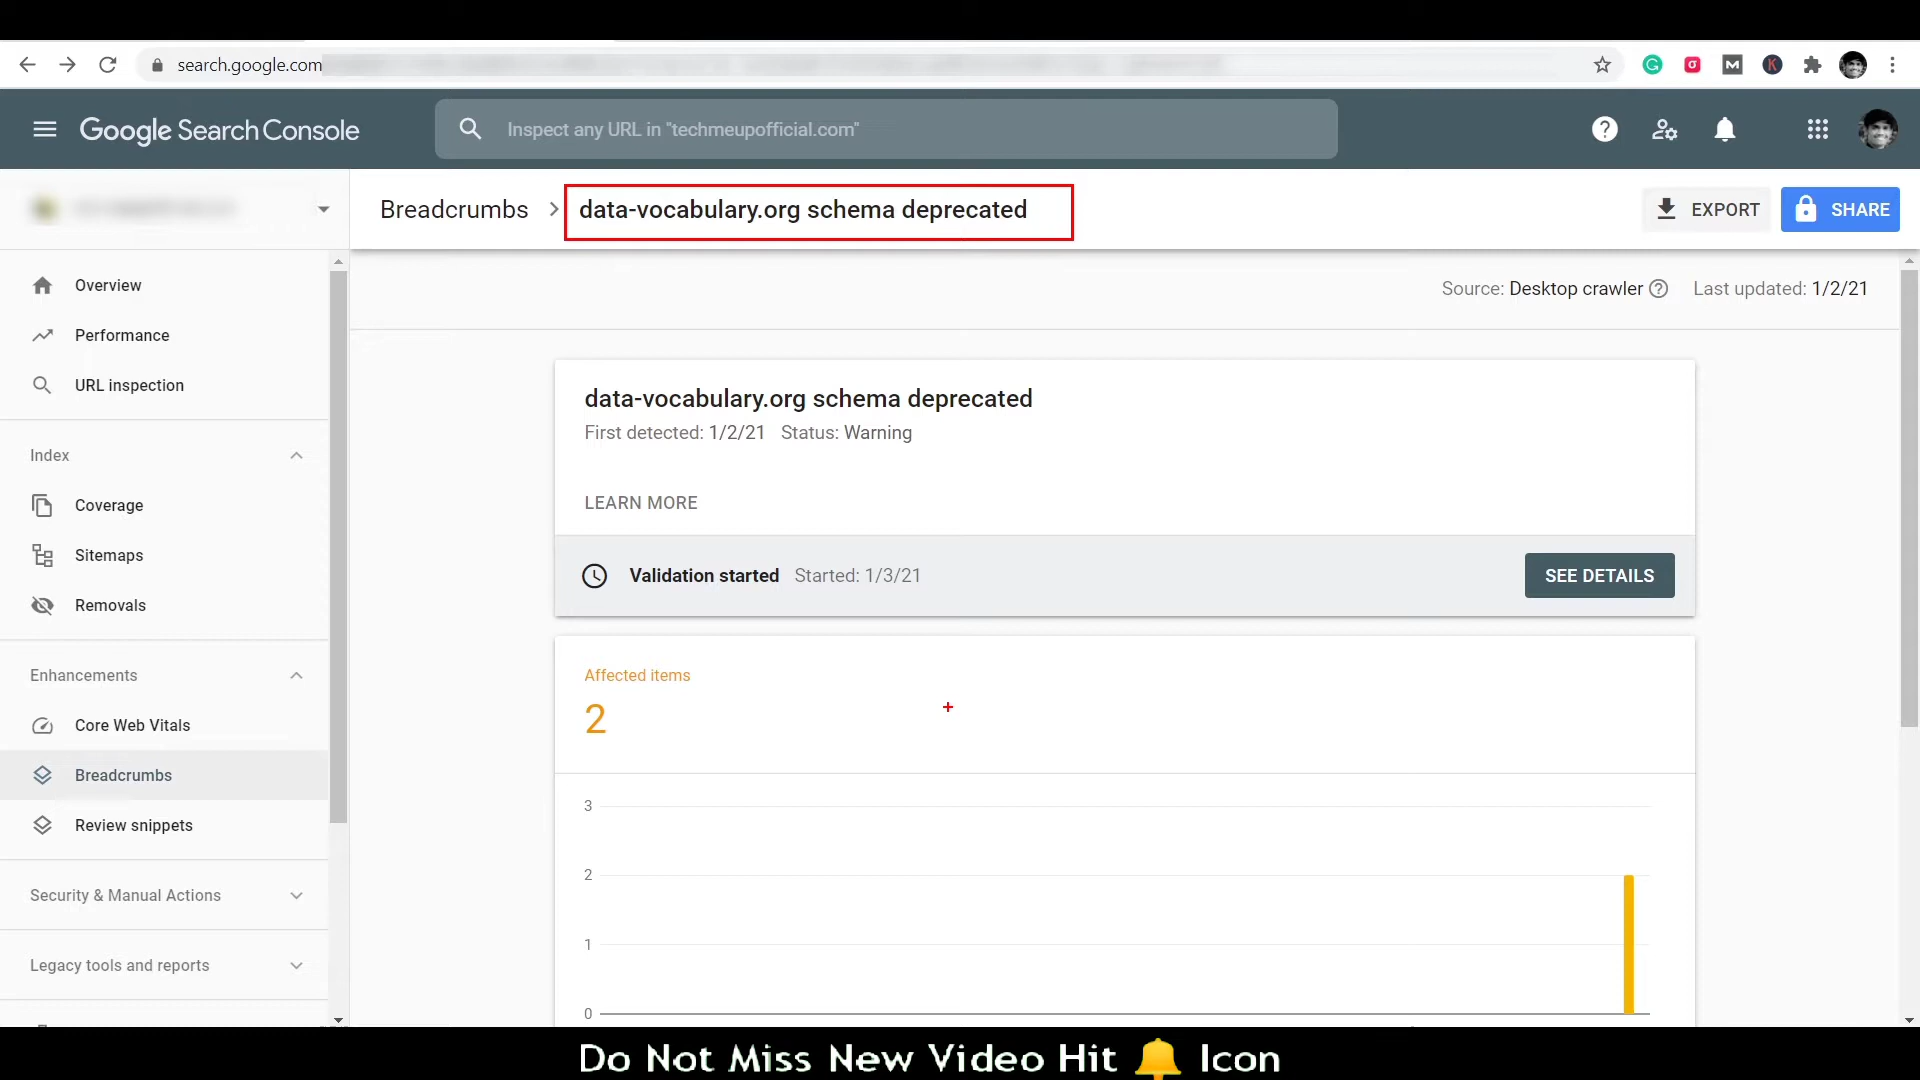 search.google.com
Google Search Console
Inspect any URL in "techmeupofficial.com"
Breadcrumbs > data-vocabulary.org schema deprecated
EXPORT
SHARE
Overview
Performance
URL inspection
Index
Coverage
Sitemaps
Removals
Enhancements
Core Web Vitals
Breadcrumbs
Review snippets
Security & Manual Actions
Legacy tools and reports
Source: Desktop crawler Last updated: 1/2/21
data-vocabulary.org schema deprecated
First detected: 1/2/21 Status: Warning
LEARN MORE
Validation started Started: 1/3/21
SEE DETAILS
Affected items
2
3
2
1
0
Do Not Miss New Video Hit 🔔 Icon